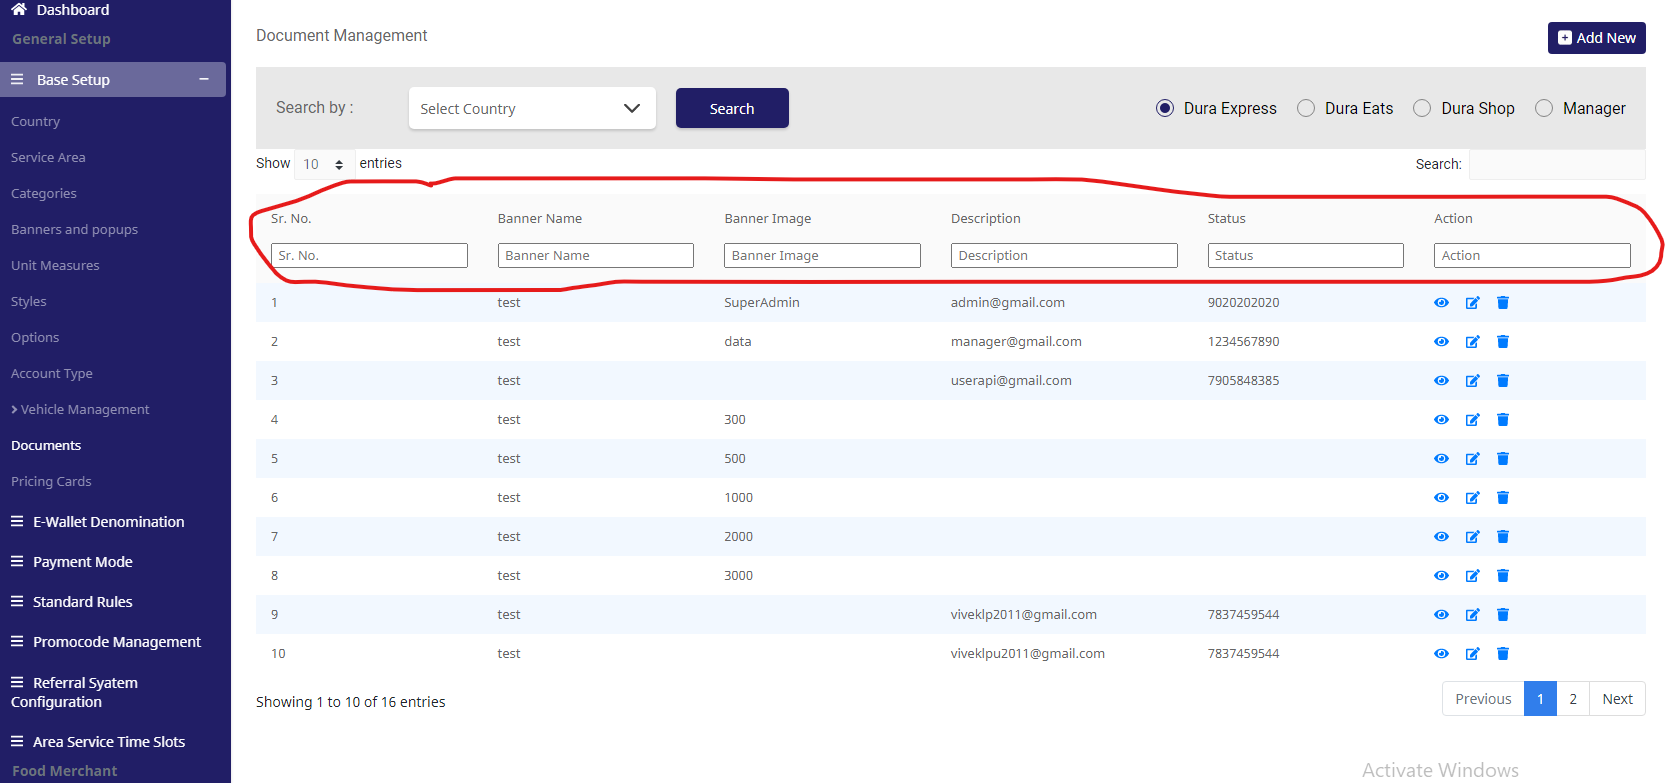 Dashboard
General Setup
Base Setup
Country
Service Area
Categories
Banners and popups
Unit Measures
Styles
Options
Account Type
Vehicle Management
Documents
Pricing Cards
E-Wallet Denomination
Payment Mode
Standard Rules
Promocode Management
Referral Syatem
Configuration
Area Service Time Slots
Food Merchant
Document Management
Add New
Search by : Select Country Search Dura Express Dura Eats Dura Shop Manager
Show 10 entries Search:
Sr. No. Banner Name Banner Image Description Status Action
Sr. No. Banner Name Banner Image Description Status Action
1 test SuperAdmin admin@gmail.com 9020202020
2 test data manager@gmail.com 1234567890
3 test userapi@gmail.com 7905848385
4 test 300
5 test 500
6 test 1000
7 test 2000
8 test 3000
9 test viveklp2011@gmail.com 7837459544
10 test viveklpu2011@gmail.com 7837459544
Showing 1 to 10 of 16 entries Previous 1 2 Next
Activate Windows